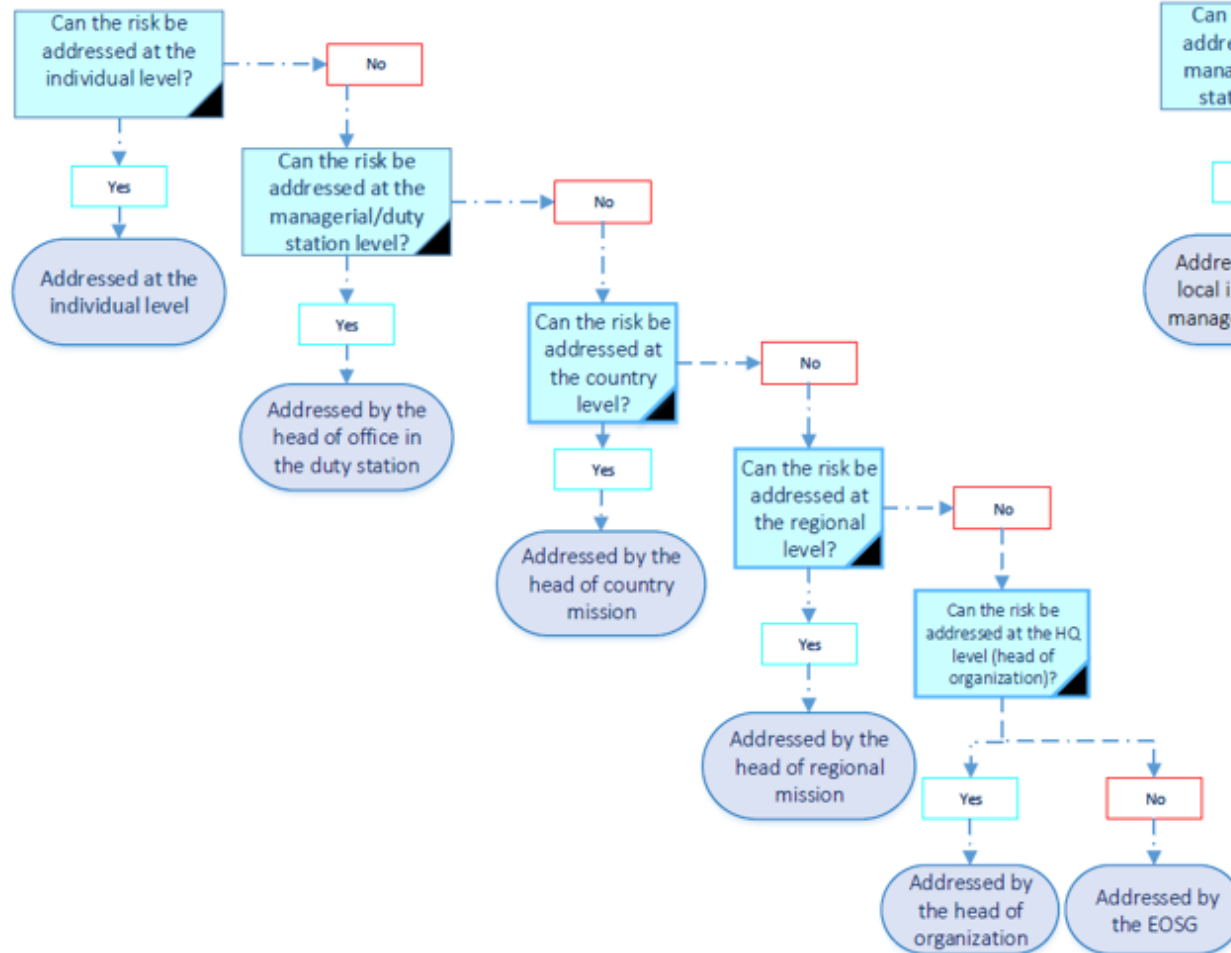 Can the risk be
addressed at the
individual level?
No
Yes
Addressed at the
individual level
Can the risk be
addressed at the
managerial/duty
station level?
No
Yes
Addressed by the
head of office in
the duty station
Can the risk be
addressed at
the country
level?
No
Yes
Addressed by the
head of country
mission
Can the risk be
addressed at
the regional
level?
No
Yes
Addressed by the
head of regional
mission
Can the risk be
addressed at the HQ
level (head of
organization)?
Yes
No
Addressed by
the head of
organization
Addressed by
the EOSG
Can
local